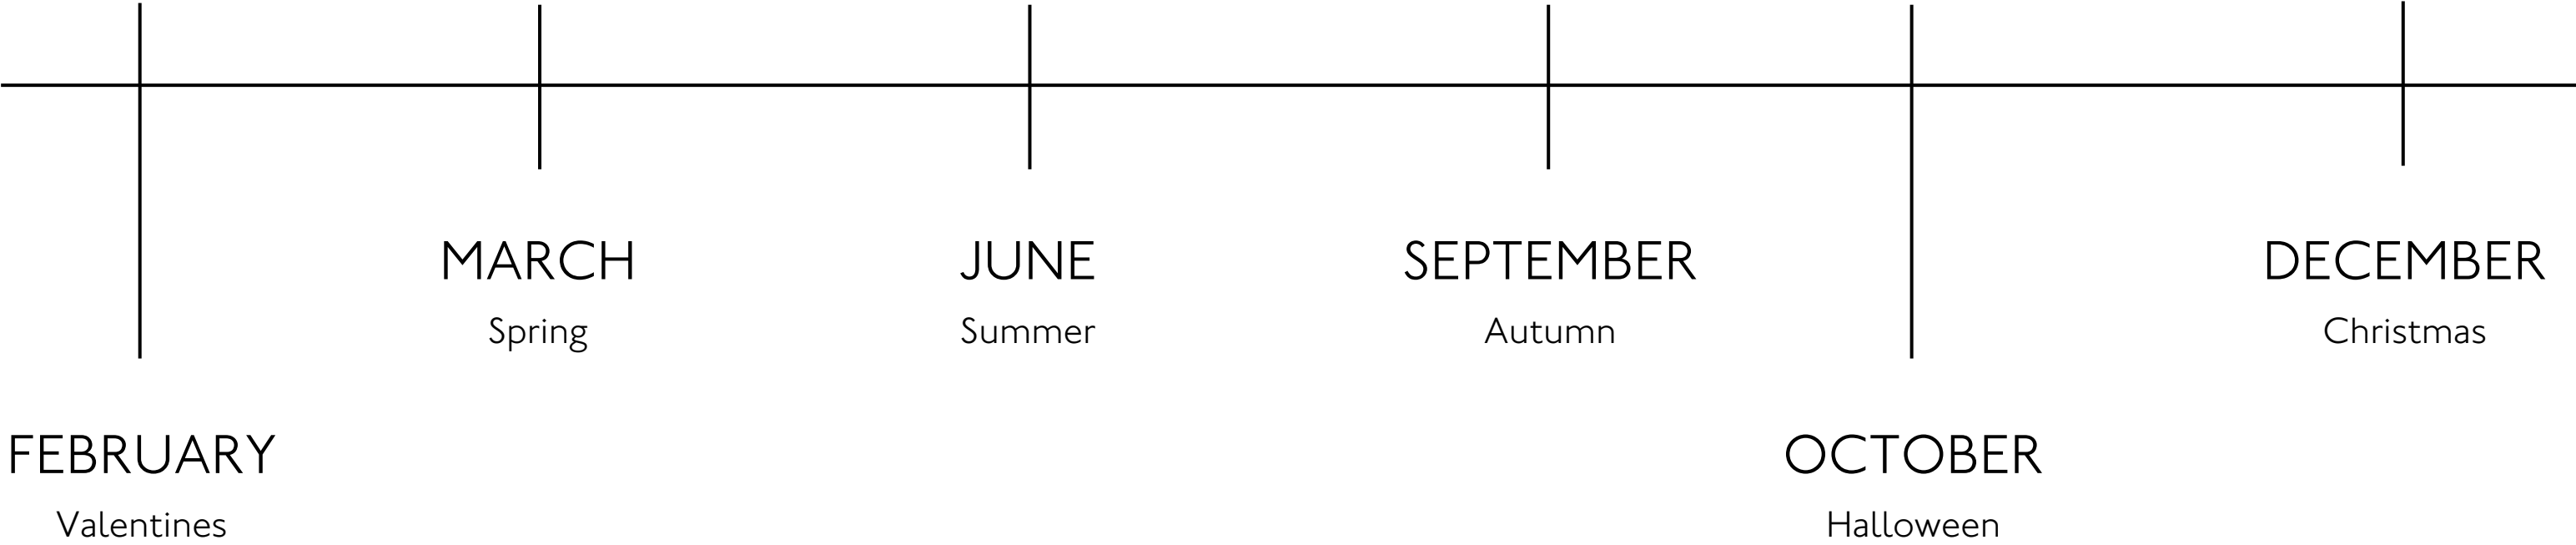 MARCH
Spring
JUNE
Summer
SEPTEMBER
Autumn
DECEMBER
Christmas
FEBRUARY
Valentines
OCTOBER
Halloween